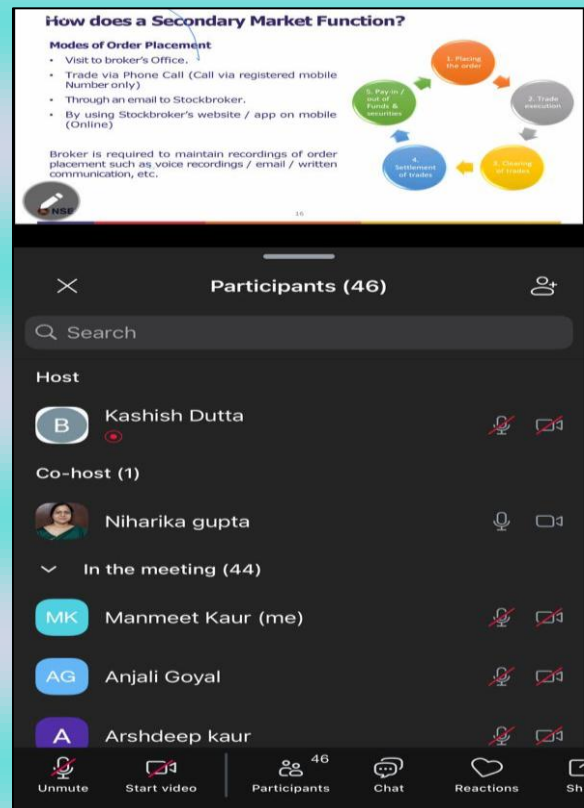 How does a Secondary Market Function?
Modes of Order Placement
• Visit to broker's Office.
• Trade via Phone Call (Call via registered mobile
Number only)
• Through an email to Stockbroker.
• By using Stockbroker's website / app on mobile
(Online)
Broker is required to maintain recordings of order
placement such as voice recordings / email / written
communication, etc.
1. Placing
the order
2. Trade
execution
3. Clearing
of trades
4.
Settlement
of trades
5. Pay-in /
out of
Funds &
securities
NSE
16
Participants (46)
Search
Host
B
Kashish Dutta
Co-host (1)
Niharika gupta
In the meeting (44)
MK
Manmeet Kaur (me)
AG
Anjali Goyal
A
Arshdeep kaur
46
Unmute
Start video
Participants
Chat
Reactions
Sh